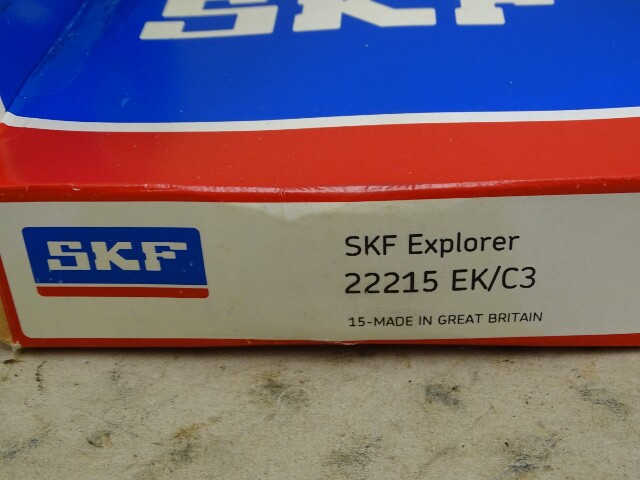 SKF
SKF
SKF Explorer
22215 EK/C3
15-MADE IN GREAT BRITAIN